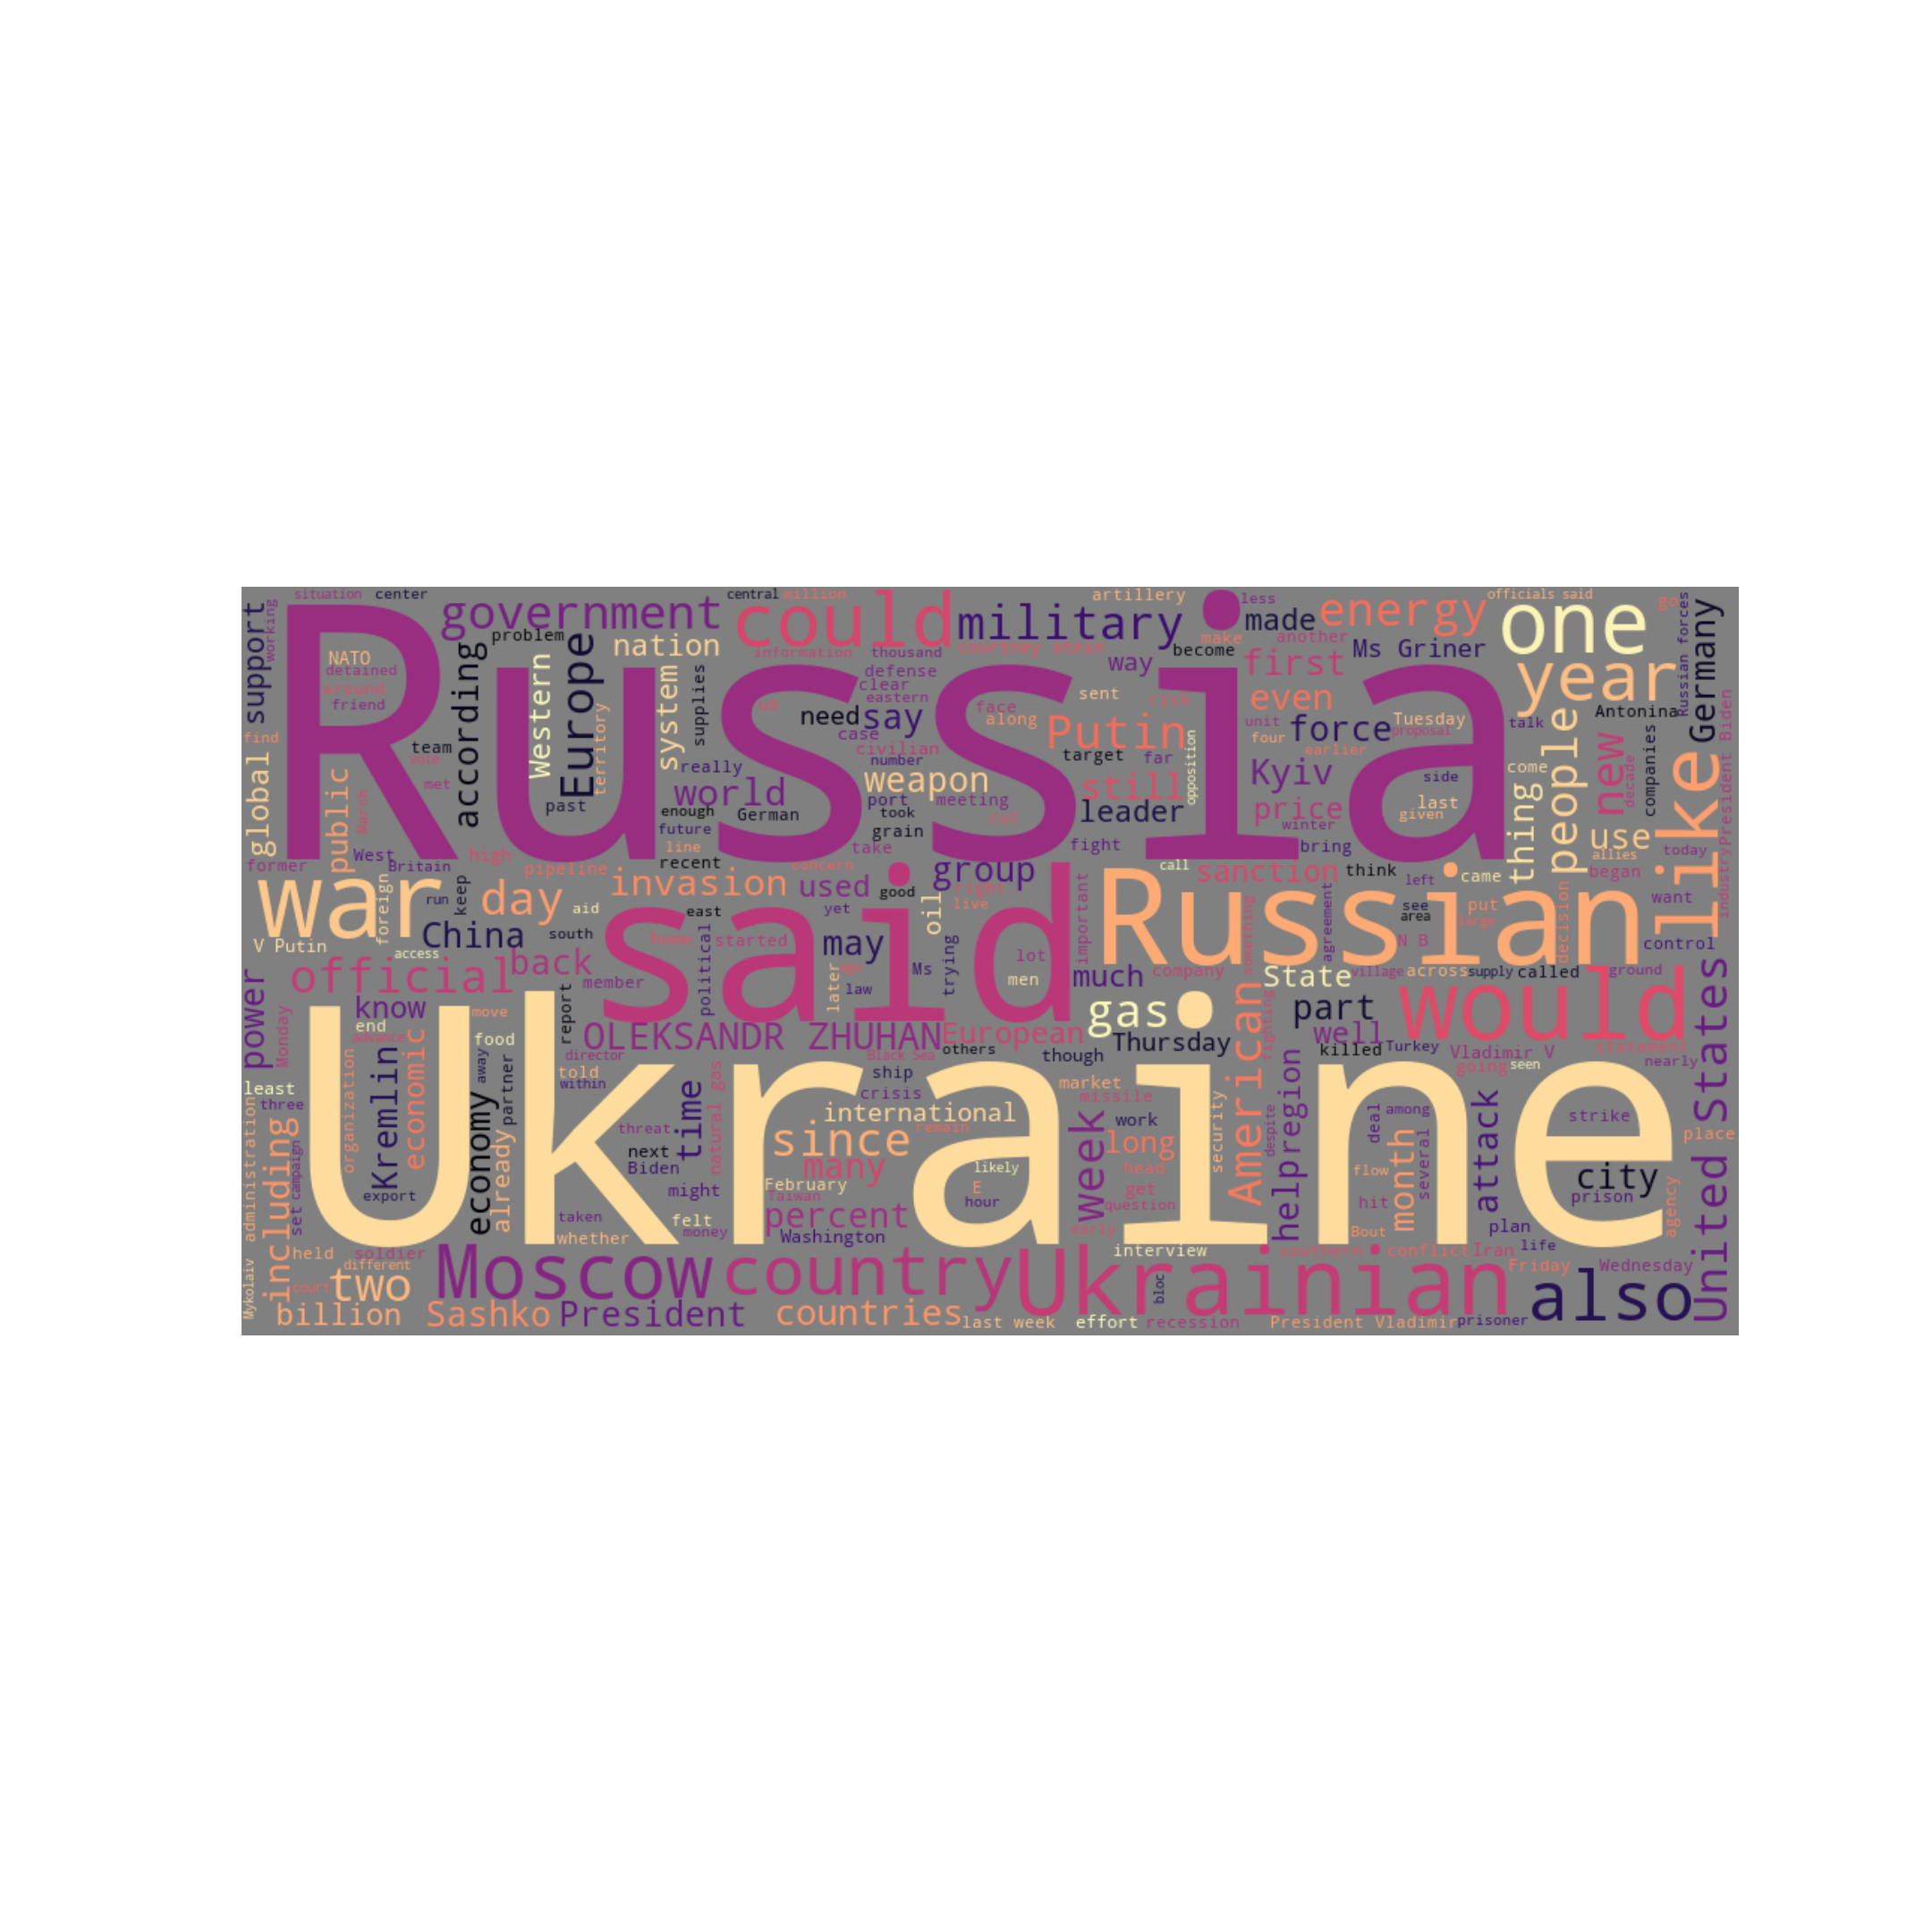 situation center central million artillery less officials said go
government could military made energy one
support working problem nation make another Russian forces Germany
Russia
NATO according Europe Western system information thousand courtney stein way become first Ms Griner year
detained defense
around clear eastern sent risk even
friend territory supplies us need say face along Putin unit force Tuesday talk Antonina President Biden
find team case civilian target far four earlier proposal like
global vote really number opposition Kyiv side come people new decade companies
public met past world weapon still
March enough German port meeting leader price last thing use
future took cut given
grain winter
former West Britain high line take fight bring allies today
pipeline recent concern group call sanction think left came began industry
war foreign run keep day aid invasion used good fight live important Russian see put want
China south east yet oil area large
V Putin access home started political may lot something agreement N B decision control
official back member later ago law Ms trying men much company State village across supply called ground
power know move report said gas part would United States
Monday end advance food OLEKSANDR ZHUHAN European Thursday well
director Black Sea others though American fighting killed Turkey Vladimir V statement nearly
Ukraine
least Kremlin economic away partner told within ship market going seen
three organization time natural gas crisis missile security despite helpregion deal among strike
including economy already threat international week work attack place
campaign next since remain long month several
administration Biden many likely head flow city
export might February Taiwan E hour get question hit prison
set taken felt percent early Bout plan agency
whether money Washington
held soldier interview southern conflict Iran life
Mykolaiv different Moscow country Ukrainian Friday Wednesday
court two bloc also
billion Sashko President countries last week effort recession President Vladimir prisoner